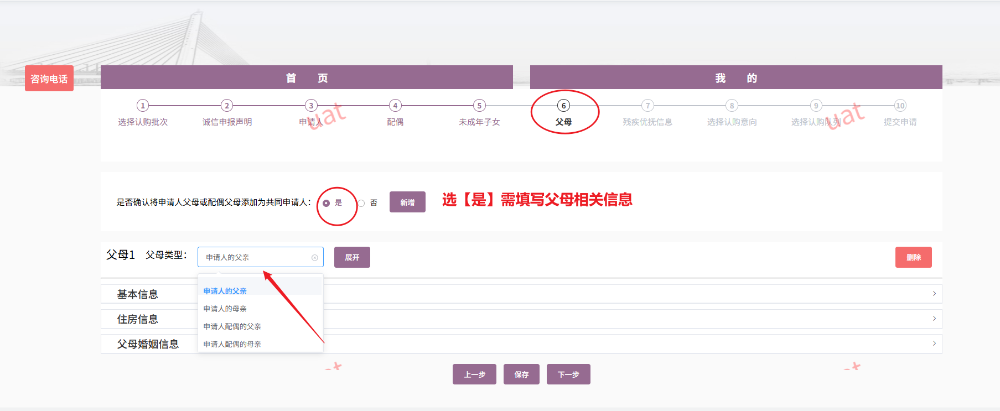 咨询电话
首 页
我 的
1 2 3 4 5 6 7 8 9 10
选择认购批次 诚信申报声明 申请人 配偶 未成年子女 父母 残疾优抚信息 选择认购意向 选择认购队列 提交申请
uat uat
是否确认将申请人父母或配偶父母添加为共同申请人： 是 否 新增 选【是】需填写父母相关信息
父母1 父母类型： 申请人的父亲 展开 删除
申请人的父亲
基本信息
申请人的母亲
住房信息
申请人配偶的父亲
父母婚姻信息
申请人配偶的母亲
上一步 保存 下一步